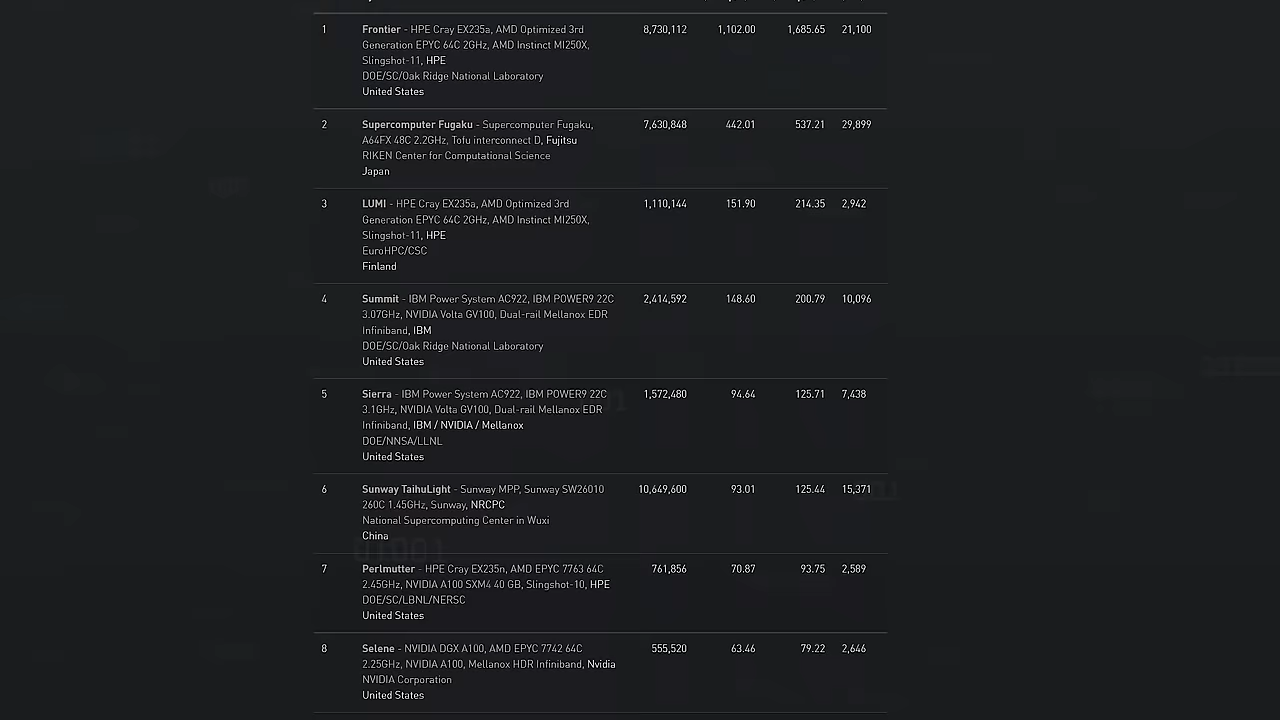 1 Frontier - HPE Cray EX235a, AMD Optimized 3rd 8,730,112 1,102.00 1,685.65 21,100
Generation EPYC 64C 2GHz, AMD Instinct MI250X,
Slingshot-11, HPE
DOE/SC/Oak Ridge National Laboratory
United States
2 Supercomputer Fugaku - Supercomputer Fugaku, 7,630,848 442.01 537.21 29,899
A64FX 48C 2.2GHz, Tofu interconnect D, Fujitsu
RIKEN Center for Computational Science
Japan
3 LUMI - HPE Cray EX235a, AMD Optimized 3rd 1,110,144 151.90 214.35 2,942
Generation EPYC 64C 2GHz, AMD Instinct MI250X,
Slingshot-11, HPE
EuroHPC/CSC
Finland
4 Summit - IBM Power System AC922, IBM POWER9 22C 2,414,592 148.60 200.79 10,096
3.07GHz, NVIDIA Volta GV100, Dual-rail Mellanox EDR
Infiniband, IBM
DOE/SC/Oak Ridge National Laboratory
United States
5 Sierra - IBM Power System AC922, IBM POWER9 22C 1,572,480 94.64 125.71 7,438
3.1GHz, NVIDIA Volta GV100, Dual-rail Mellanox EDR
Infiniband, IBM / NVIDIA / Mellanox
DOE/NNSA/LLNL
United States
6 Sunway TaihuLight - Sunway MPP, Sunway SW26010 10,649,600 93.01 125.44 15,371
260C 1.45GHz, Sunway, NRCPC
National Supercomputing Center in Wuxi
China
7 Perlmutter - HPE Cray EX235n, AMD EPYC 7763 64C 761,856 70.87 93.75 2,589
2.45GHz, NVIDIA A100 SXM4 40 GB, Slingshot-10, HPE
DOE/SC/LBNL/NERSC
United States
8 Selene - NVIDIA DGX A100, AMD EPYC 7742 64C 555,520 63.46 79.22 2,646
2.25GHz, NVIDIA A100, Mellanox HDR Infiniband, Nvidia
NVIDIA Corporation
United States